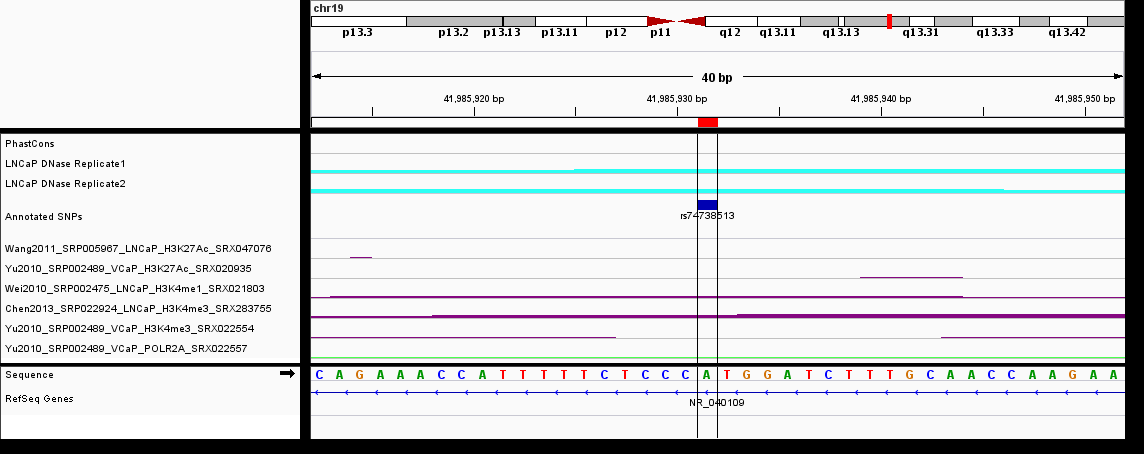 chr19
p13.3 p13.2 p13.13 p13.11 p12 p11 q12 q13.11 q13.13 q13.31 q13.33 q13.42
40 bp
41,985,920 bp 41,985,930 bp 41,985,940 bp 41,985,950 bp
PhastCons
LNCaP DNase Replicate1
LNCaP DNase Replicate2
Annotated SNPs
rs74738513
Wang2011_SRP005967_LNCaP_H3K27Ac_SRX047076
Yu2010_SRP002489_VCaP_H3K27Ac_SRX020935
Wei2010_SRP002475_LNCaP_H3K4me1_SRX021803
Chen2013_SRP022924_LNCaP_H3K4me3_SRX283755
Yu2010_SRP002489_VCaP_H3K4me3_SRX022554
Yu2010_SRP002489_VCaP_POLR2A_SRX022557
Sequence C A G A A A C C A T T T T T C T C C C A T G G A T C T T T G C A A C C A A G A A
RefSeq Genes
NR_040109